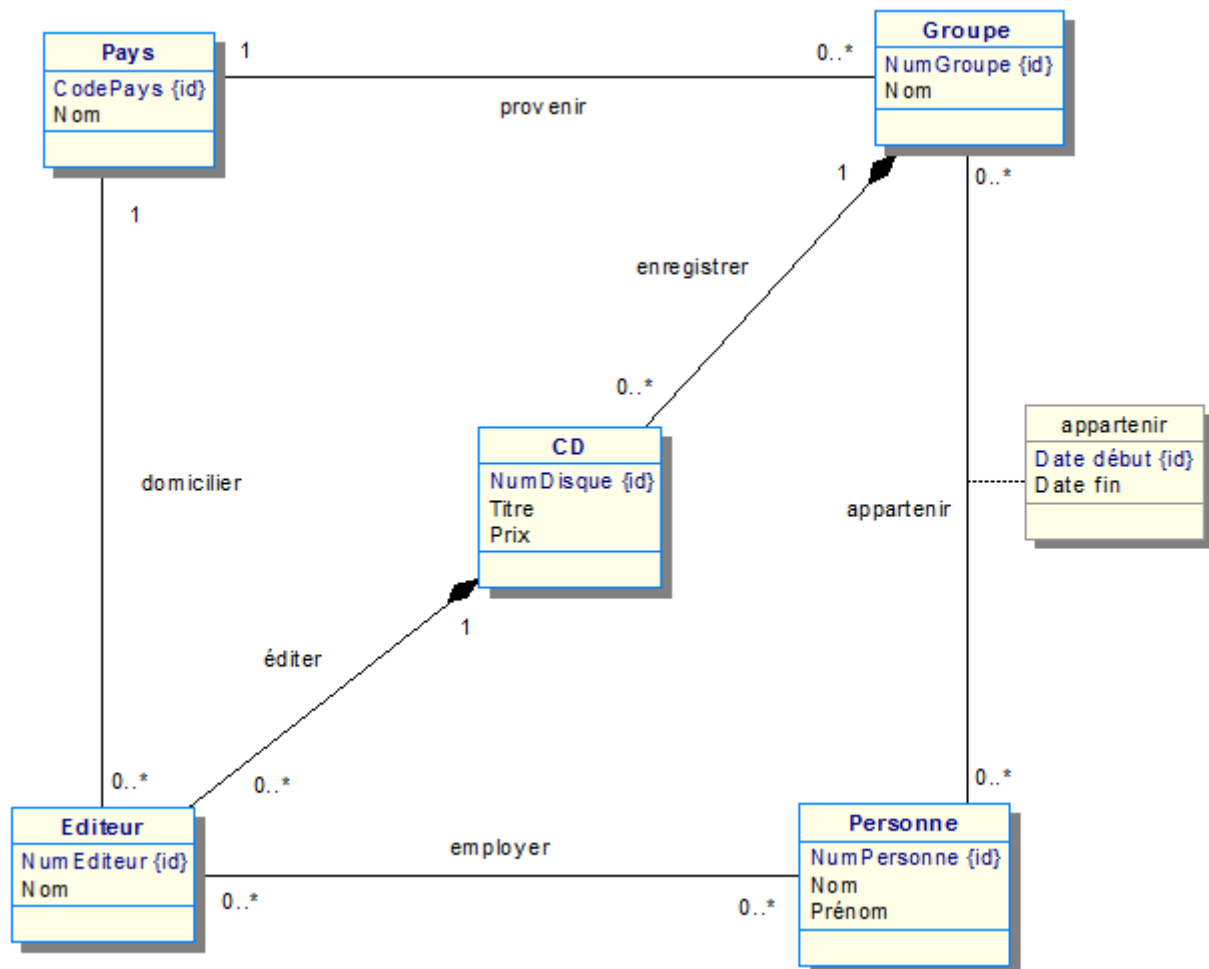 Pays
CodePays {id}
Nom
1
0..*
provenir
Groupe
NumGroupe {id}
Nom
1
1
0..*
enregistrer
0..*
domicilier
CD
NumDisque {id}
Titre
Prix
appartenir
appartenir
Date début {id}
Date fin
éditer
1
0..*
0..*
0..*
Editeur
NumEditeur {id}
Nom
employer
0..*
0..*
Personne
NumPersonne {id}
Nom
Prénom